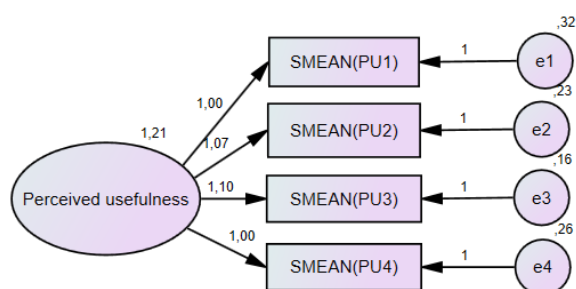 ,32
1
SMEAN(PU1)
e1
1,00
,23
1,21
1,07
1
SMEAN(PU2)
e2
,16
Perceived usefulness
1,10
1
SMEAN(PU3)
e3
1,00
,26
1
SMEAN(PU4)
e4